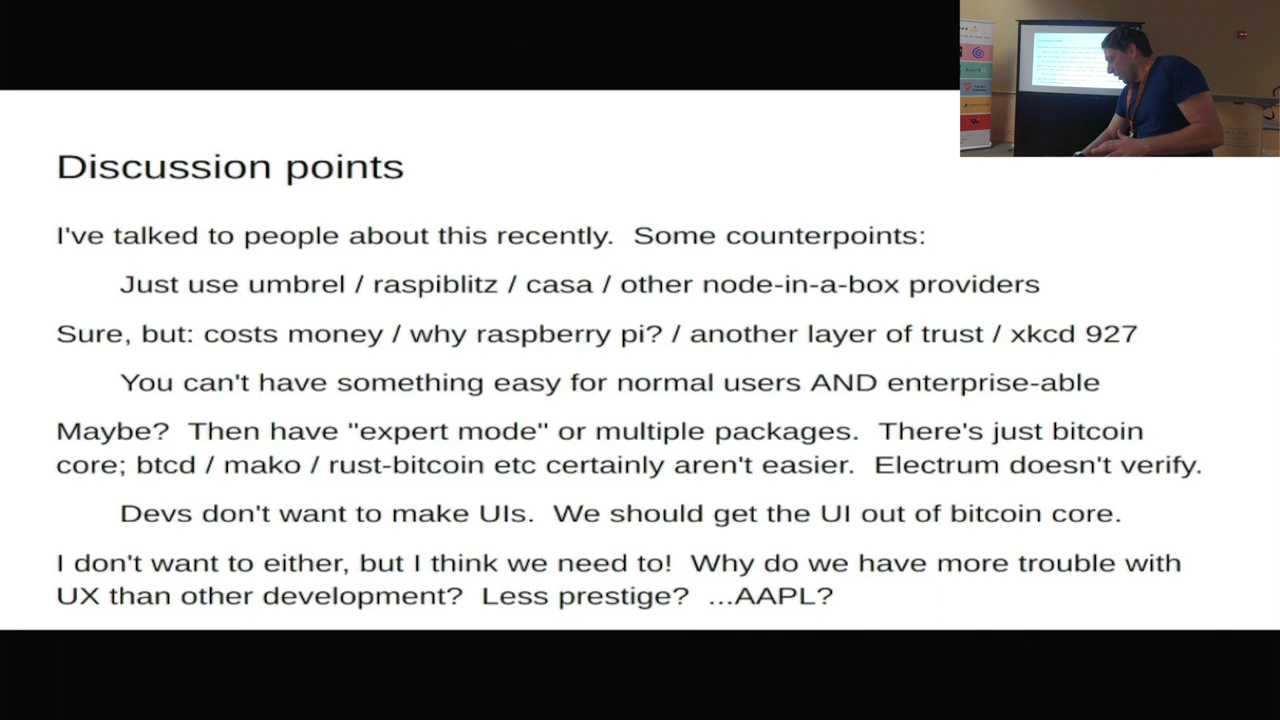 Discussion points
I've talked to people about this recently.  Some counterpoints:
Just use umbrel / raspiblitz / casa / other node-in-a-box providers
Sure, but: costs money / why raspberry pi? / another layer of trust / xkcd 927
You can't have something easy for normal users AND enterprise-able
Maybe?  Then have "expert mode" or multiple packages.  There's just bitcoin
core; btcd / mako / rust-bitcoin etc certainly aren't easier.  Electrum doesn't verify.
Devs don't want to make UIs.  We should get the UI out of bitcoin core.
I don't want to either, but I think we need to!  Why do we have more trouble with
UX than other development?  Less prestige?  ...AAPL?